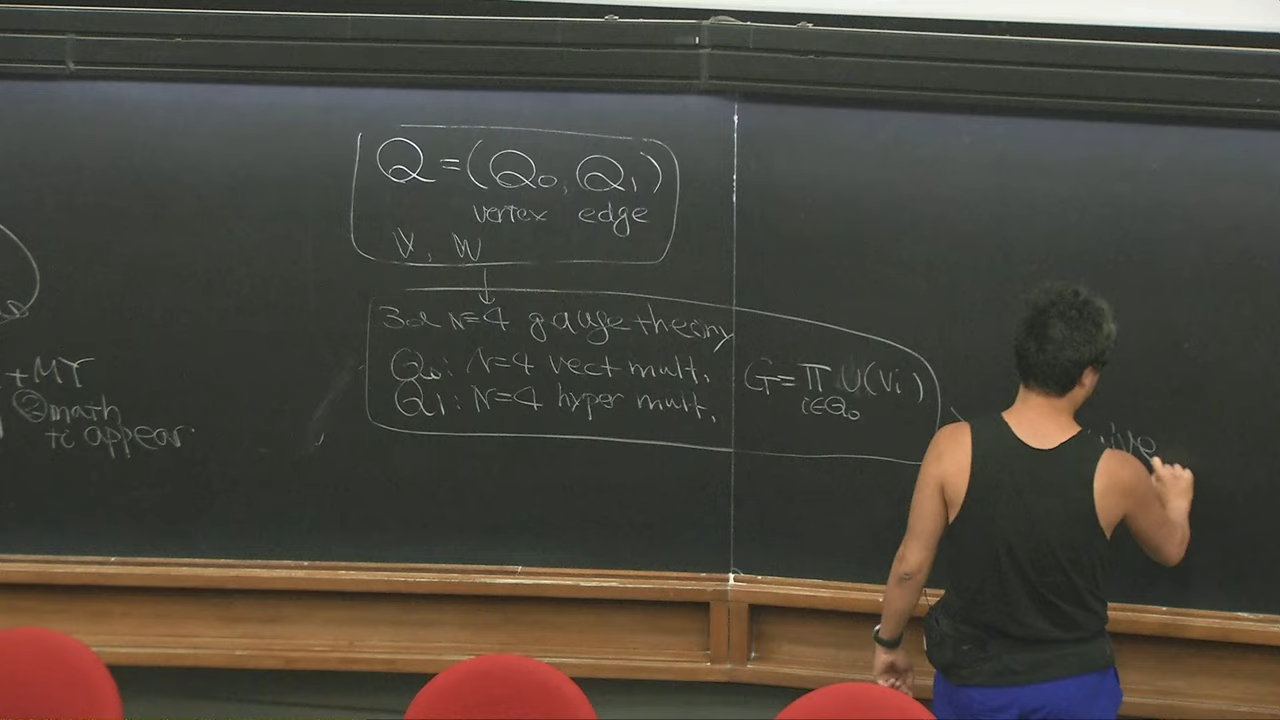 Q = (Q₀, Q₁)
vertex edge
V, W
3d N=4 gauge theory
Q₀: N=4 vect mult.
Q₁: N=4 hyper mult.
G = Π U(Vi)
i∈Q₀
+MY
② math
to appear